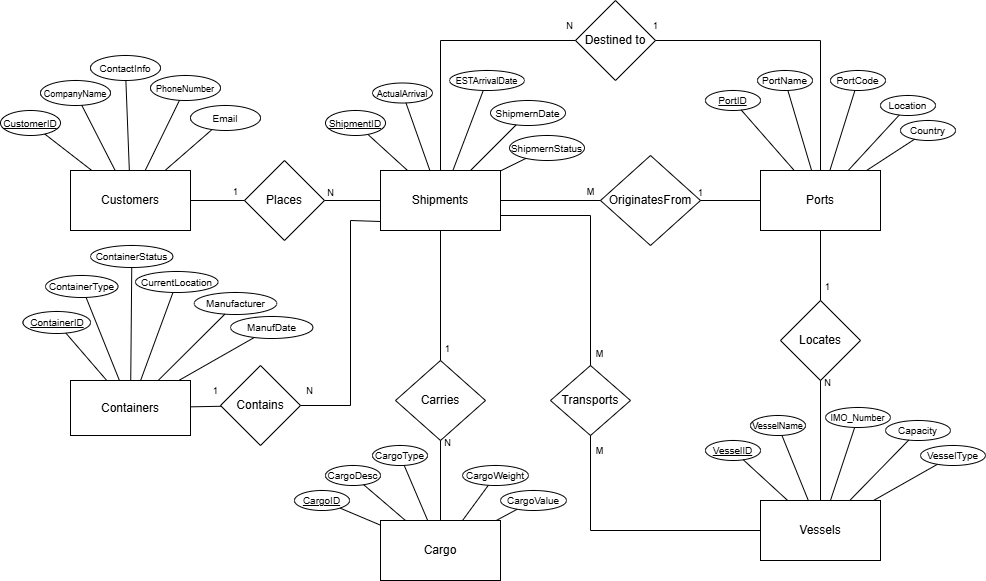 N
1
Destined to
ContactInfo
CompanyName
PhoneNumber
CustomerID
Email
ActualArrival
ESTArrivalDate
ShipmentID
ShipmernDate
ShipmernStatus
PortName
PortCode
PortID
Location
Country
Customers
1
Places
N
Shipments
M
OriginatesFrom
1
Ports
ContainerStatus
ContainerType
CurrentLocation
ContainerID
Manufacturer
ManufDate
1
Locates
N
Containers
1
Contains
N
1
Carries
N
M
Transports
M
CargoType
CargoDesc
CargoWeight
CargoID
CargoValue
Cargo
IMO_Number
VesselName
Capacity
VesselID
VesselType
Vessels